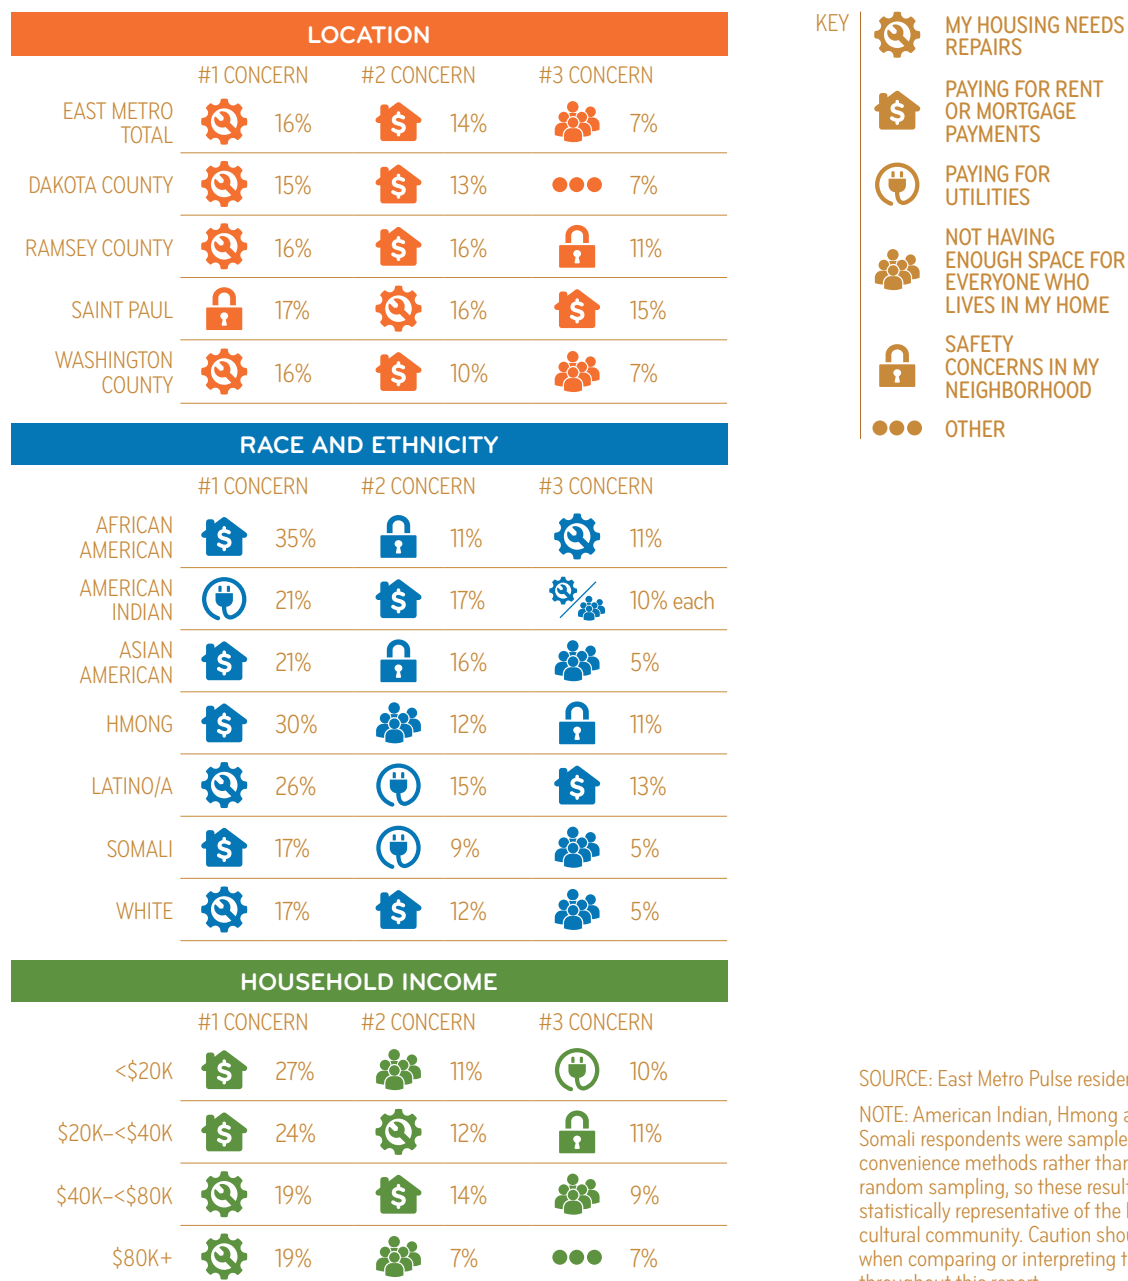 LOCATION
#1 CONCERN #2 CONCERN #3 CONCERN
EAST METRO
TOTAL 16% 14% 7%
DAKOTA COUNTY 15% 13% 7%
RAMSEY COUNTY 16% 16% 11%
SAINT PAUL 17% 16% 15%
WASHINGTON
COUNTY 16% 10% 7%
RACE AND ETHNICITY
#1 CONCERN #2 CONCERN #3 CONCERN
AFRICAN
AMERICAN 35% 11% 11%
AMERICAN
INDIAN 21% 17% 10% each
ASIAN
AMERICAN 21% 16% 5%
HMONG 30% 12% 11%
LATINO/A 26% 15% 13%
SOMALI 17% 9% 5%
WHITE 17% 12% 5%
HOUSEHOLD INCOME
#1 CONCERN #2 CONCERN #3 CONCERN
<$20K 27% 11% 10%
$20K–<$40K 24% 12% 11%
$40K–<$80K 19% 14% 9%
$80K+ 19% 7% 7%
KEY
MY HOUSING NEEDS
REPAIRS
PAYING FOR RENT
OR MORTGAGE
PAYMENTS
PAYING FOR
UTILITIES
NOT HAVING
ENOUGH SPACE FOR
EVERYONE WHO
LIVES IN MY HOME
SAFETY
CONCERNS IN MY
NEIGHBORHOOD
OTHER
SOURCE: East Metro Pulse
NOTE: American Indian, Hmong
Somali respondents were
convenience methods rather
random sampling, so these
statistically representative of the
cultural community. Caution
when comparing or interpreting